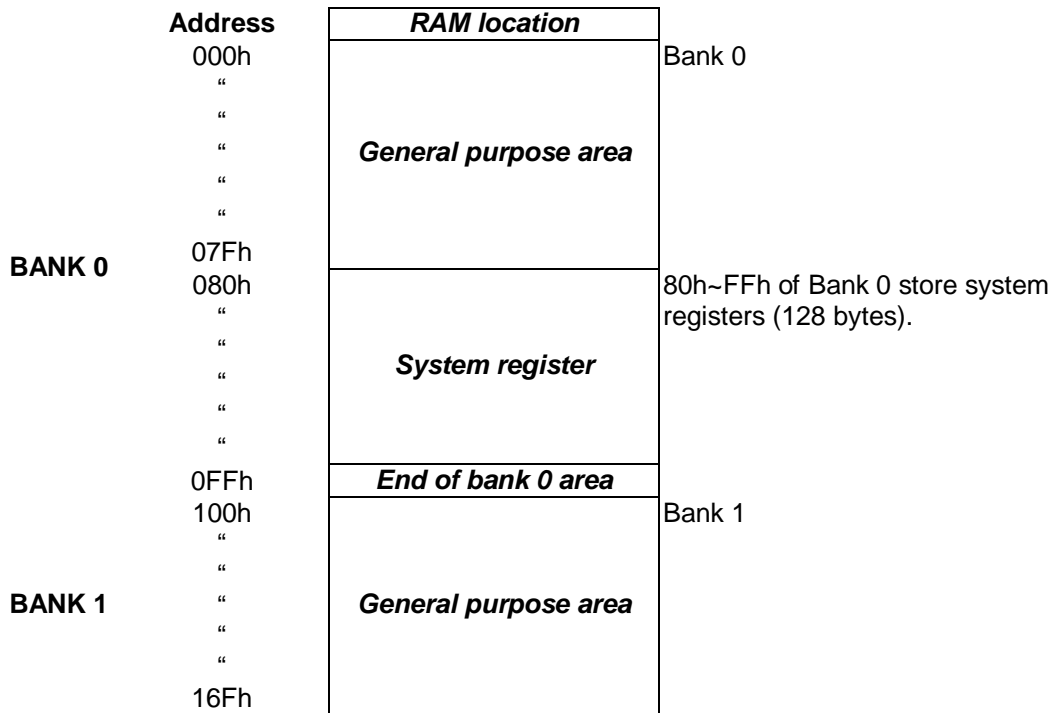 Address RAM location
000h Bank 0
“
“
“ General purpose area
“
“
07Fh
BANK 0
080h 80h~FFh of Bank 0 store system
“ registers (128 bytes).
“
“ System register
“
“
0FFh End of bank 0 area
100h Bank 1
“
“
BANK 1 “ General purpose area
“
“
16Fh